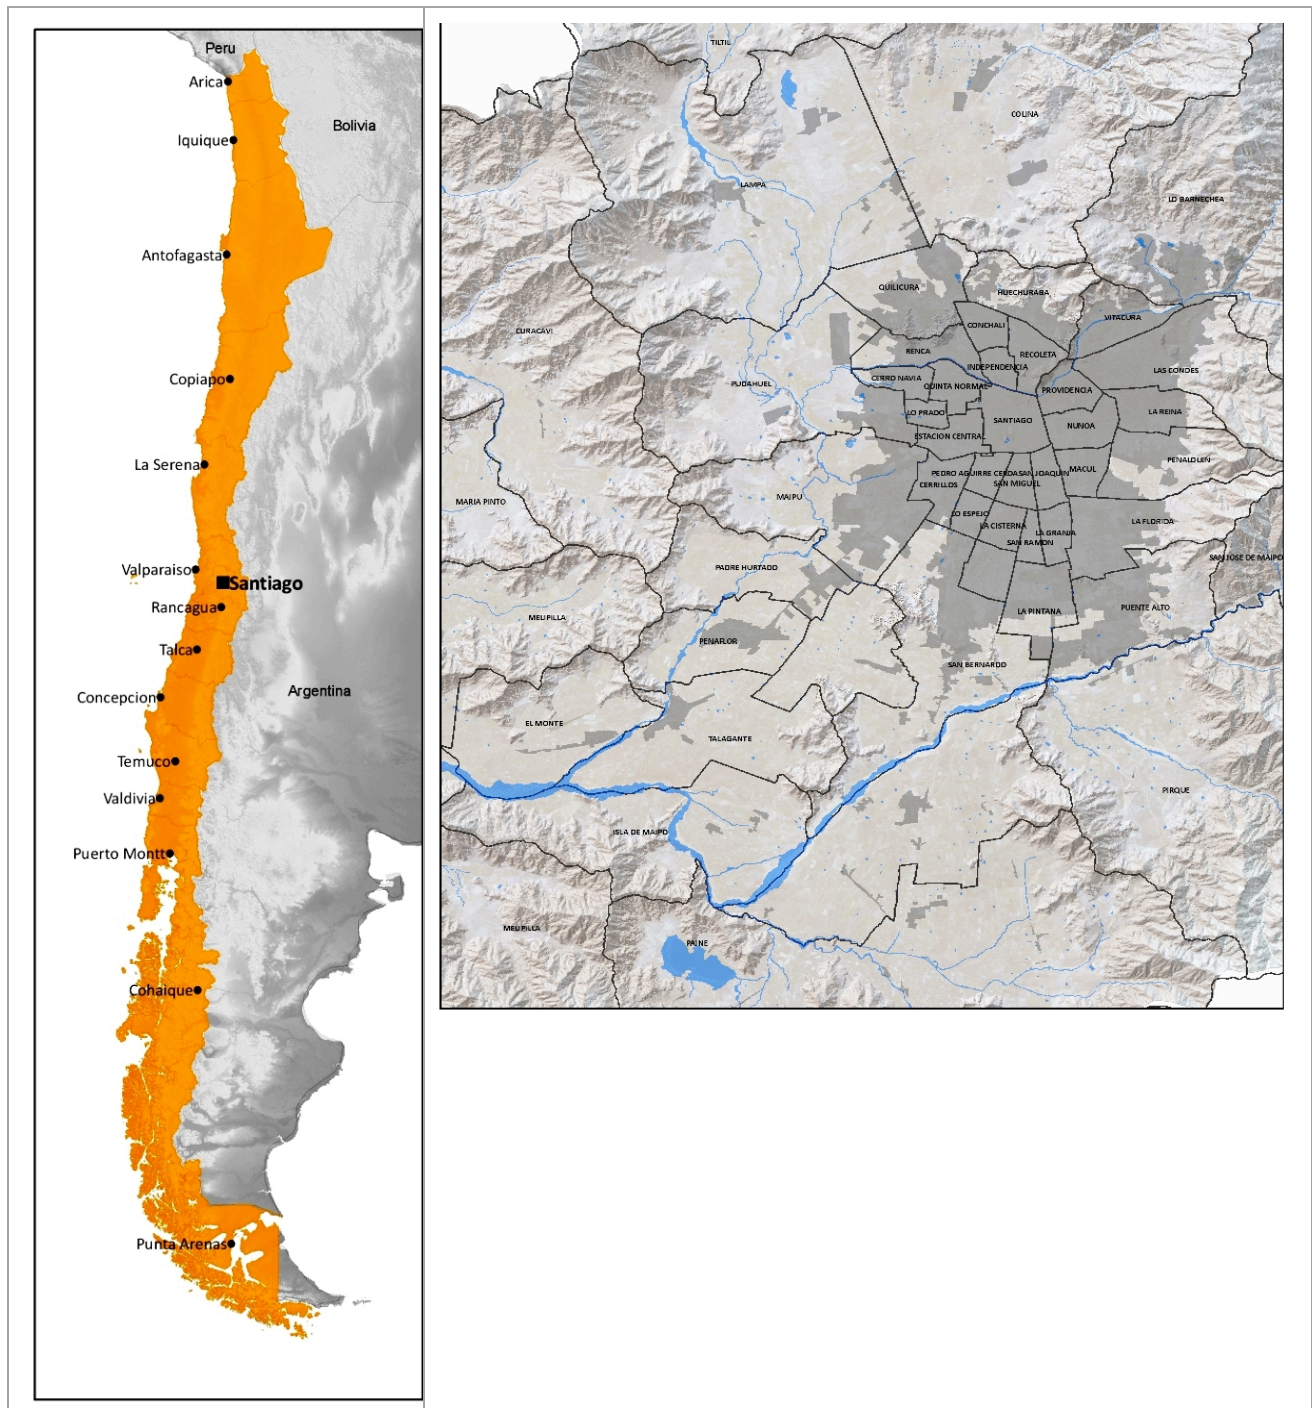 Peru
Arica
Bolivia
Iquique
Antofagasta
Copiapo
La Serena
Valparaiso
Santiago
Rancagua
Talca
Argentina
Concepcion
Temuco
Valdivia
Puerto Montt
Cohaique
Punta Arenas
TILTIL
COLINA
LAMPA
LO BARNECHEA
QUILICURA
HUECHURABA
VITACURA
CURACAVI
CONCHALI
RENCA
RECOLETA
INDEPENDENCIA
LAS CONDES
CERRO NAVIA
PUDAHUEL
QUINTA NORMAL
PROVIDENCIA
LO PRADO
SANTIAGO
LA REINA
NUNOA
ESTACION CENTRAL
PENALOLEN
PEDRO AGUIRRE CERDA
SAN JOAQUIN
MACUL
CERRILLOS
SAN MIGUEL
MARIA PINTO
MAIPU
LO ESPEJO
LA CISTERNA
LA GRANJA
LA FLORIDA
SAN RAMON
SAN JOSE DE MAIPO
PADRE HURTADO
MELIPILLA
LA PINTANA
PUENTE ALTO
PENAFLOR
SAN BERNARDO
EL MONTE
TALAGANTE
PIRQUE
ISLA DE MAIPO
MELIPILLA
PAINE